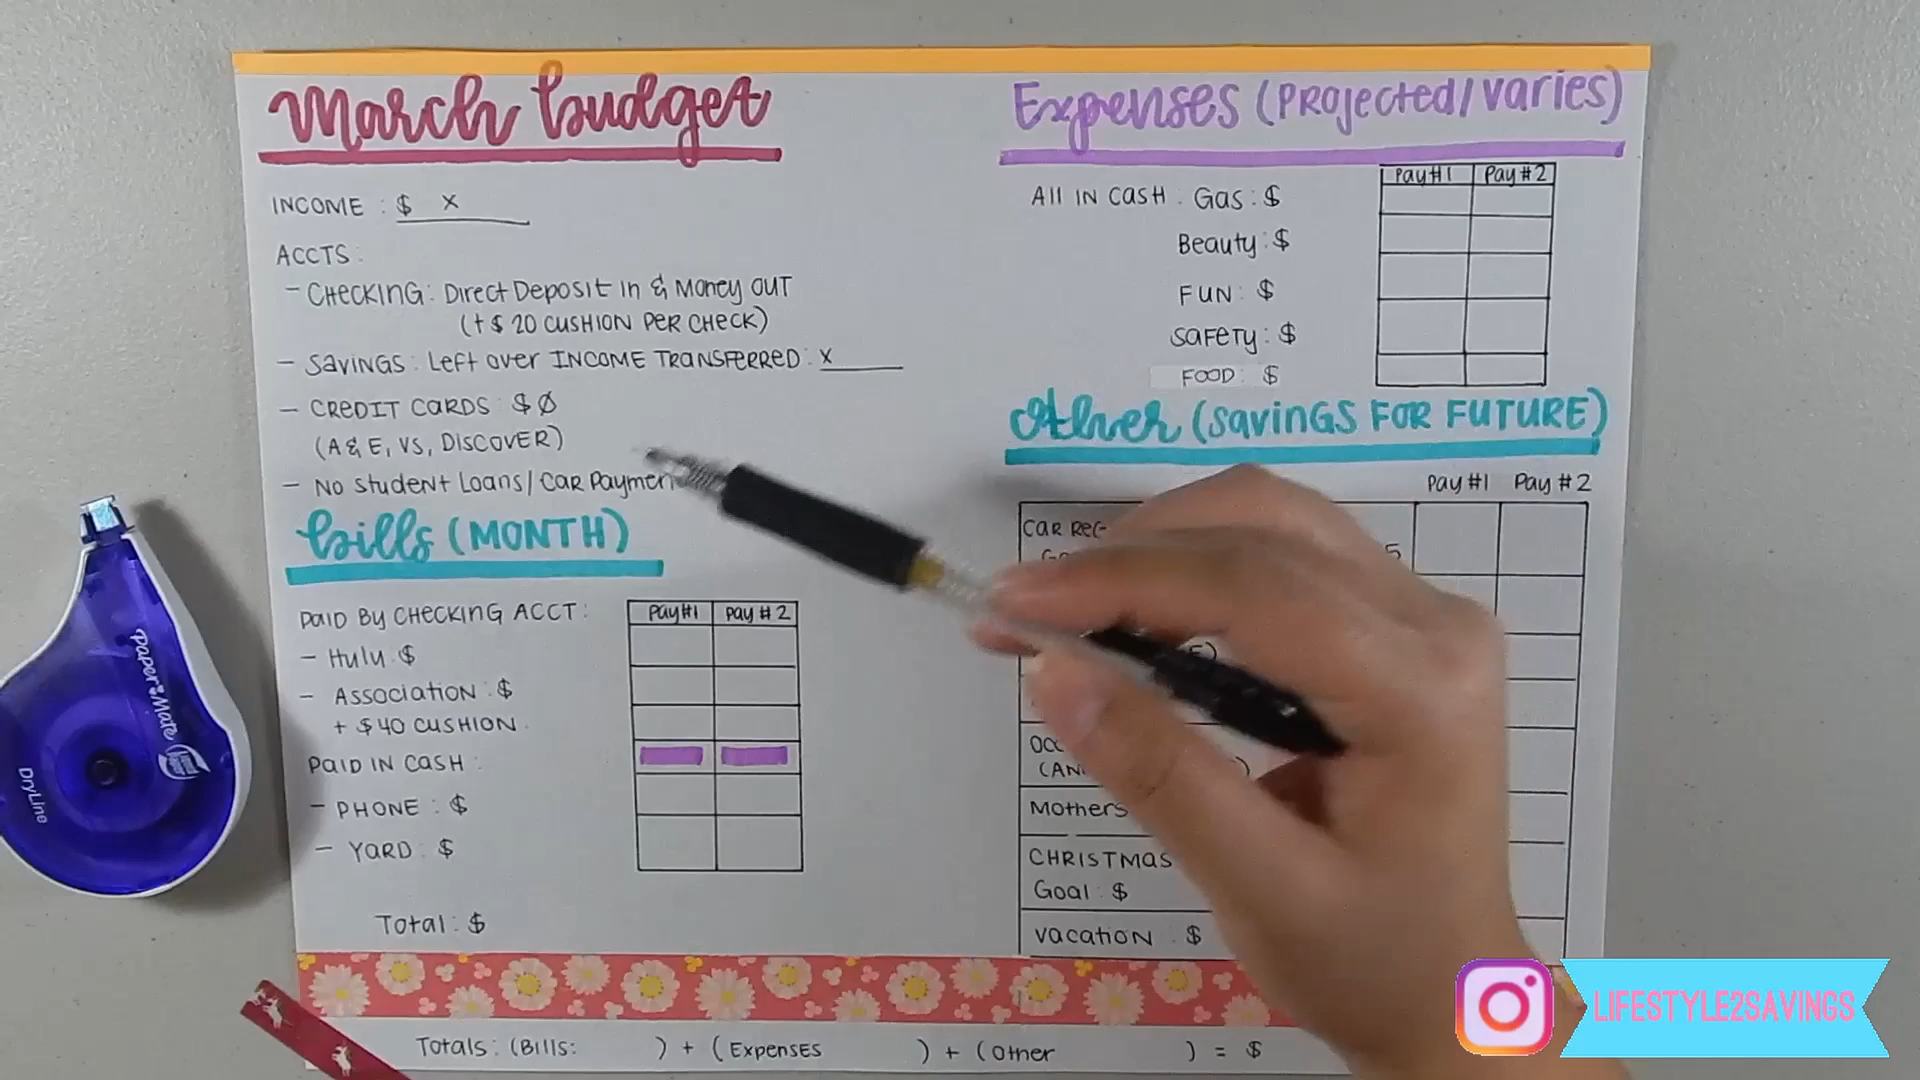 March budget
INCOME : $ x
ACCTS :
- CHECKING: Direct Deposit in & Money OUT
(+ $ 20 CUSHION PER CHECK)
- SAVINGS: Left over INCOME TRANSFERRED: x
- CREDIT CARDS: $ 0
(A & E, VS, DISCOVER)
- NO Student Loans/ CAR Paymen
bills (MONTH)
Pay #1 Pay # 2
PAID BY CHECKING ACCT:
- Hulu: $
- Association: $
+ $40 CUSHION
PAID IN CASH:
- PHONE: $
- YARD: $
Total: $
Expenses (Projected/varies)
Pay #1 Pay # 2
All IN CASH: Gas: $
Beauty: $
FUN: $
Safety: $
FOOD: $
Other (Savings FOR FUTURE)
Pay #1 Pay # 2
CAR REG
5
Mothers
CHRISTMAS
Goal: $
Vacation: $
Totals: (Bills: ) + (Expenses ) + (Other ) = $
paper mate
DryLine
LIFESTYLE2SAVINGS